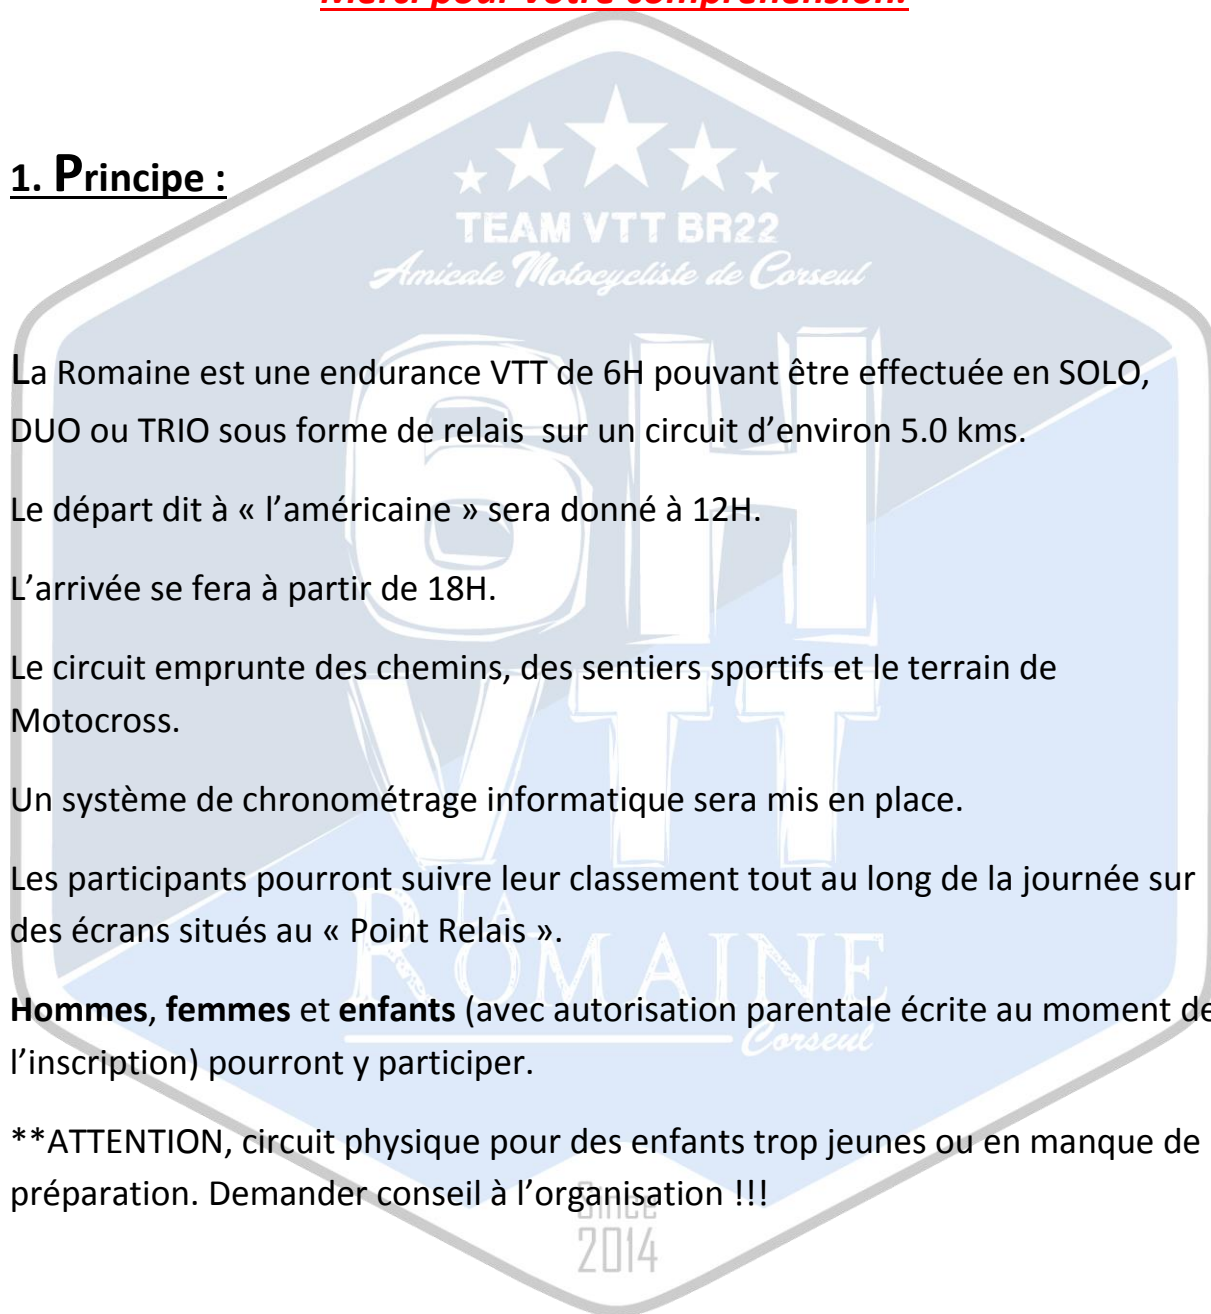 Merci pour votre compréhension.
1. Principe :
TEAM VTT BR22
Amicale Motocycliste de Corseul
6H
VTT
LA
ROMAINE
Corseul
Since
2014
La Romaine est une endurance VTT de 6H pouvant être effectuée en SOLO,
DUO ou TRIO sous forme de relais  sur un circuit d’environ 5.0 kms.
Le départ dit à « l’américaine » sera donné à 12H.
L’arrivée se fera à partir de 18H.
Le circuit emprunte des chemins, des sentiers sportifs et le terrain de
Motocross.
Un système de chronométrage informatique sera mis en place.
Les participants pourront suivre leur classement tout au long de la journée sur
des écrans situés au « Point Relais ».
Hommes, femmes et enfants (avec autorisation parentale écrite au moment de
l’inscription) pourront y participer.
**ATTENTION, circuit physique pour des enfants trop jeunes ou en manque de
préparation. Demander conseil à l’organisation !!!